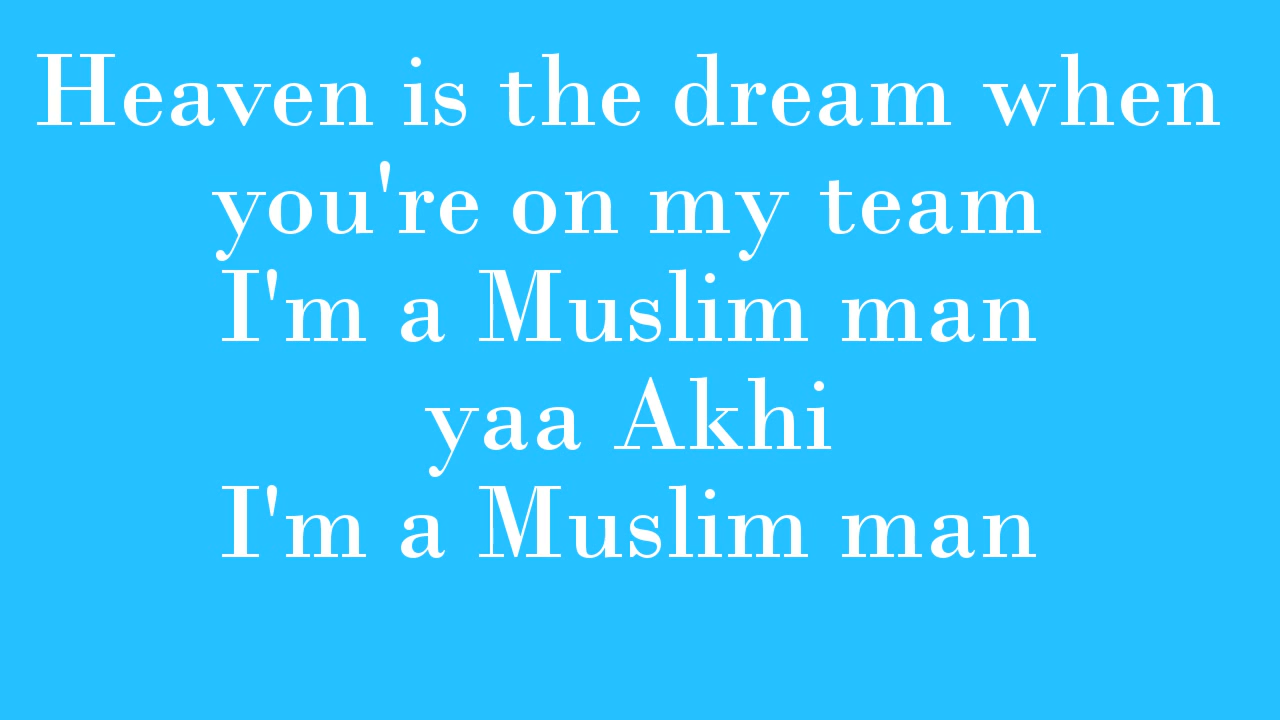 Heaven is the dream when
you're on my team
I'm a Muslim man
yaa Akhi
I'm a Muslim man